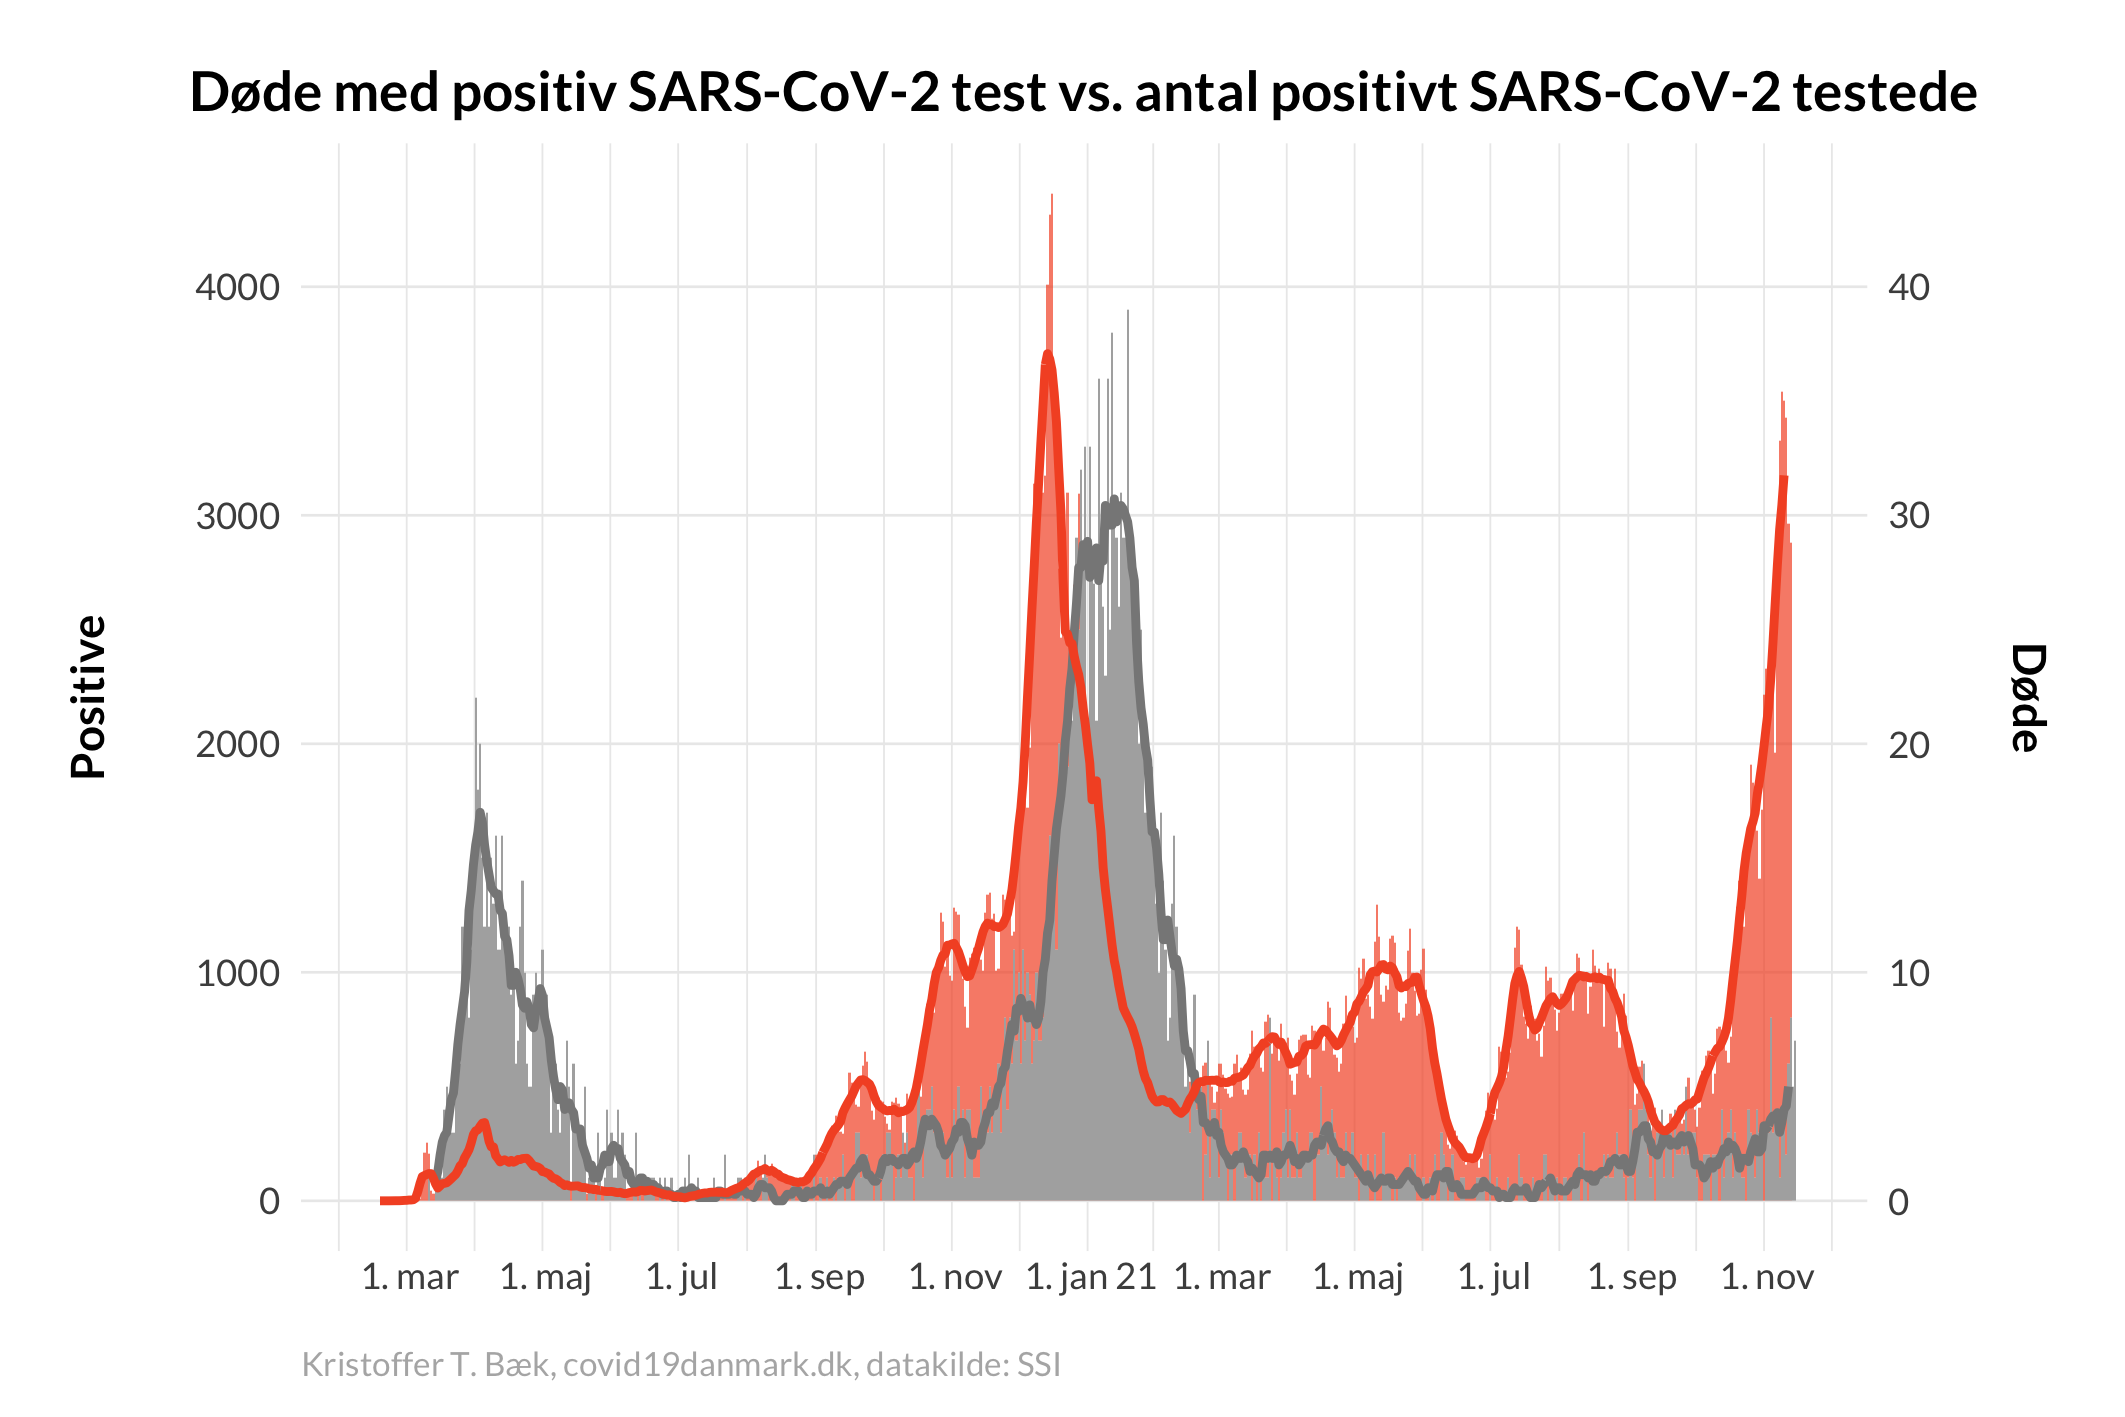 Døde med positiv SARS-CoV-2 test vs. antal positivt SARS-CoV-2 testede
Positive
4000
3000
2000
1000
0
40
30
20
10
0
Døde
1. mar 1. maj 1. jul 1. sep 1. nov 1. jan 21 1. mar 1. maj 1. jul 1. sep 1. nov
Kristoffer T. Bæk, covid19danmark.dk, datakilde: SSI